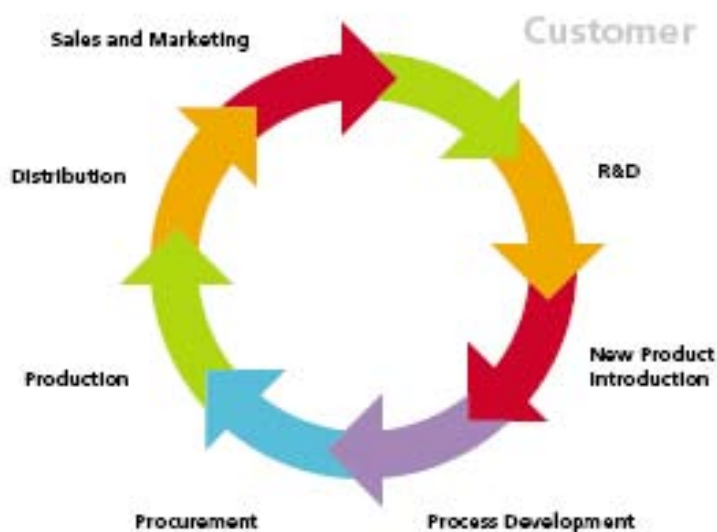 Customer
Sales and Marketing
Distribution
R&D
New Product
Introduction
Production
Procurement
Process Development